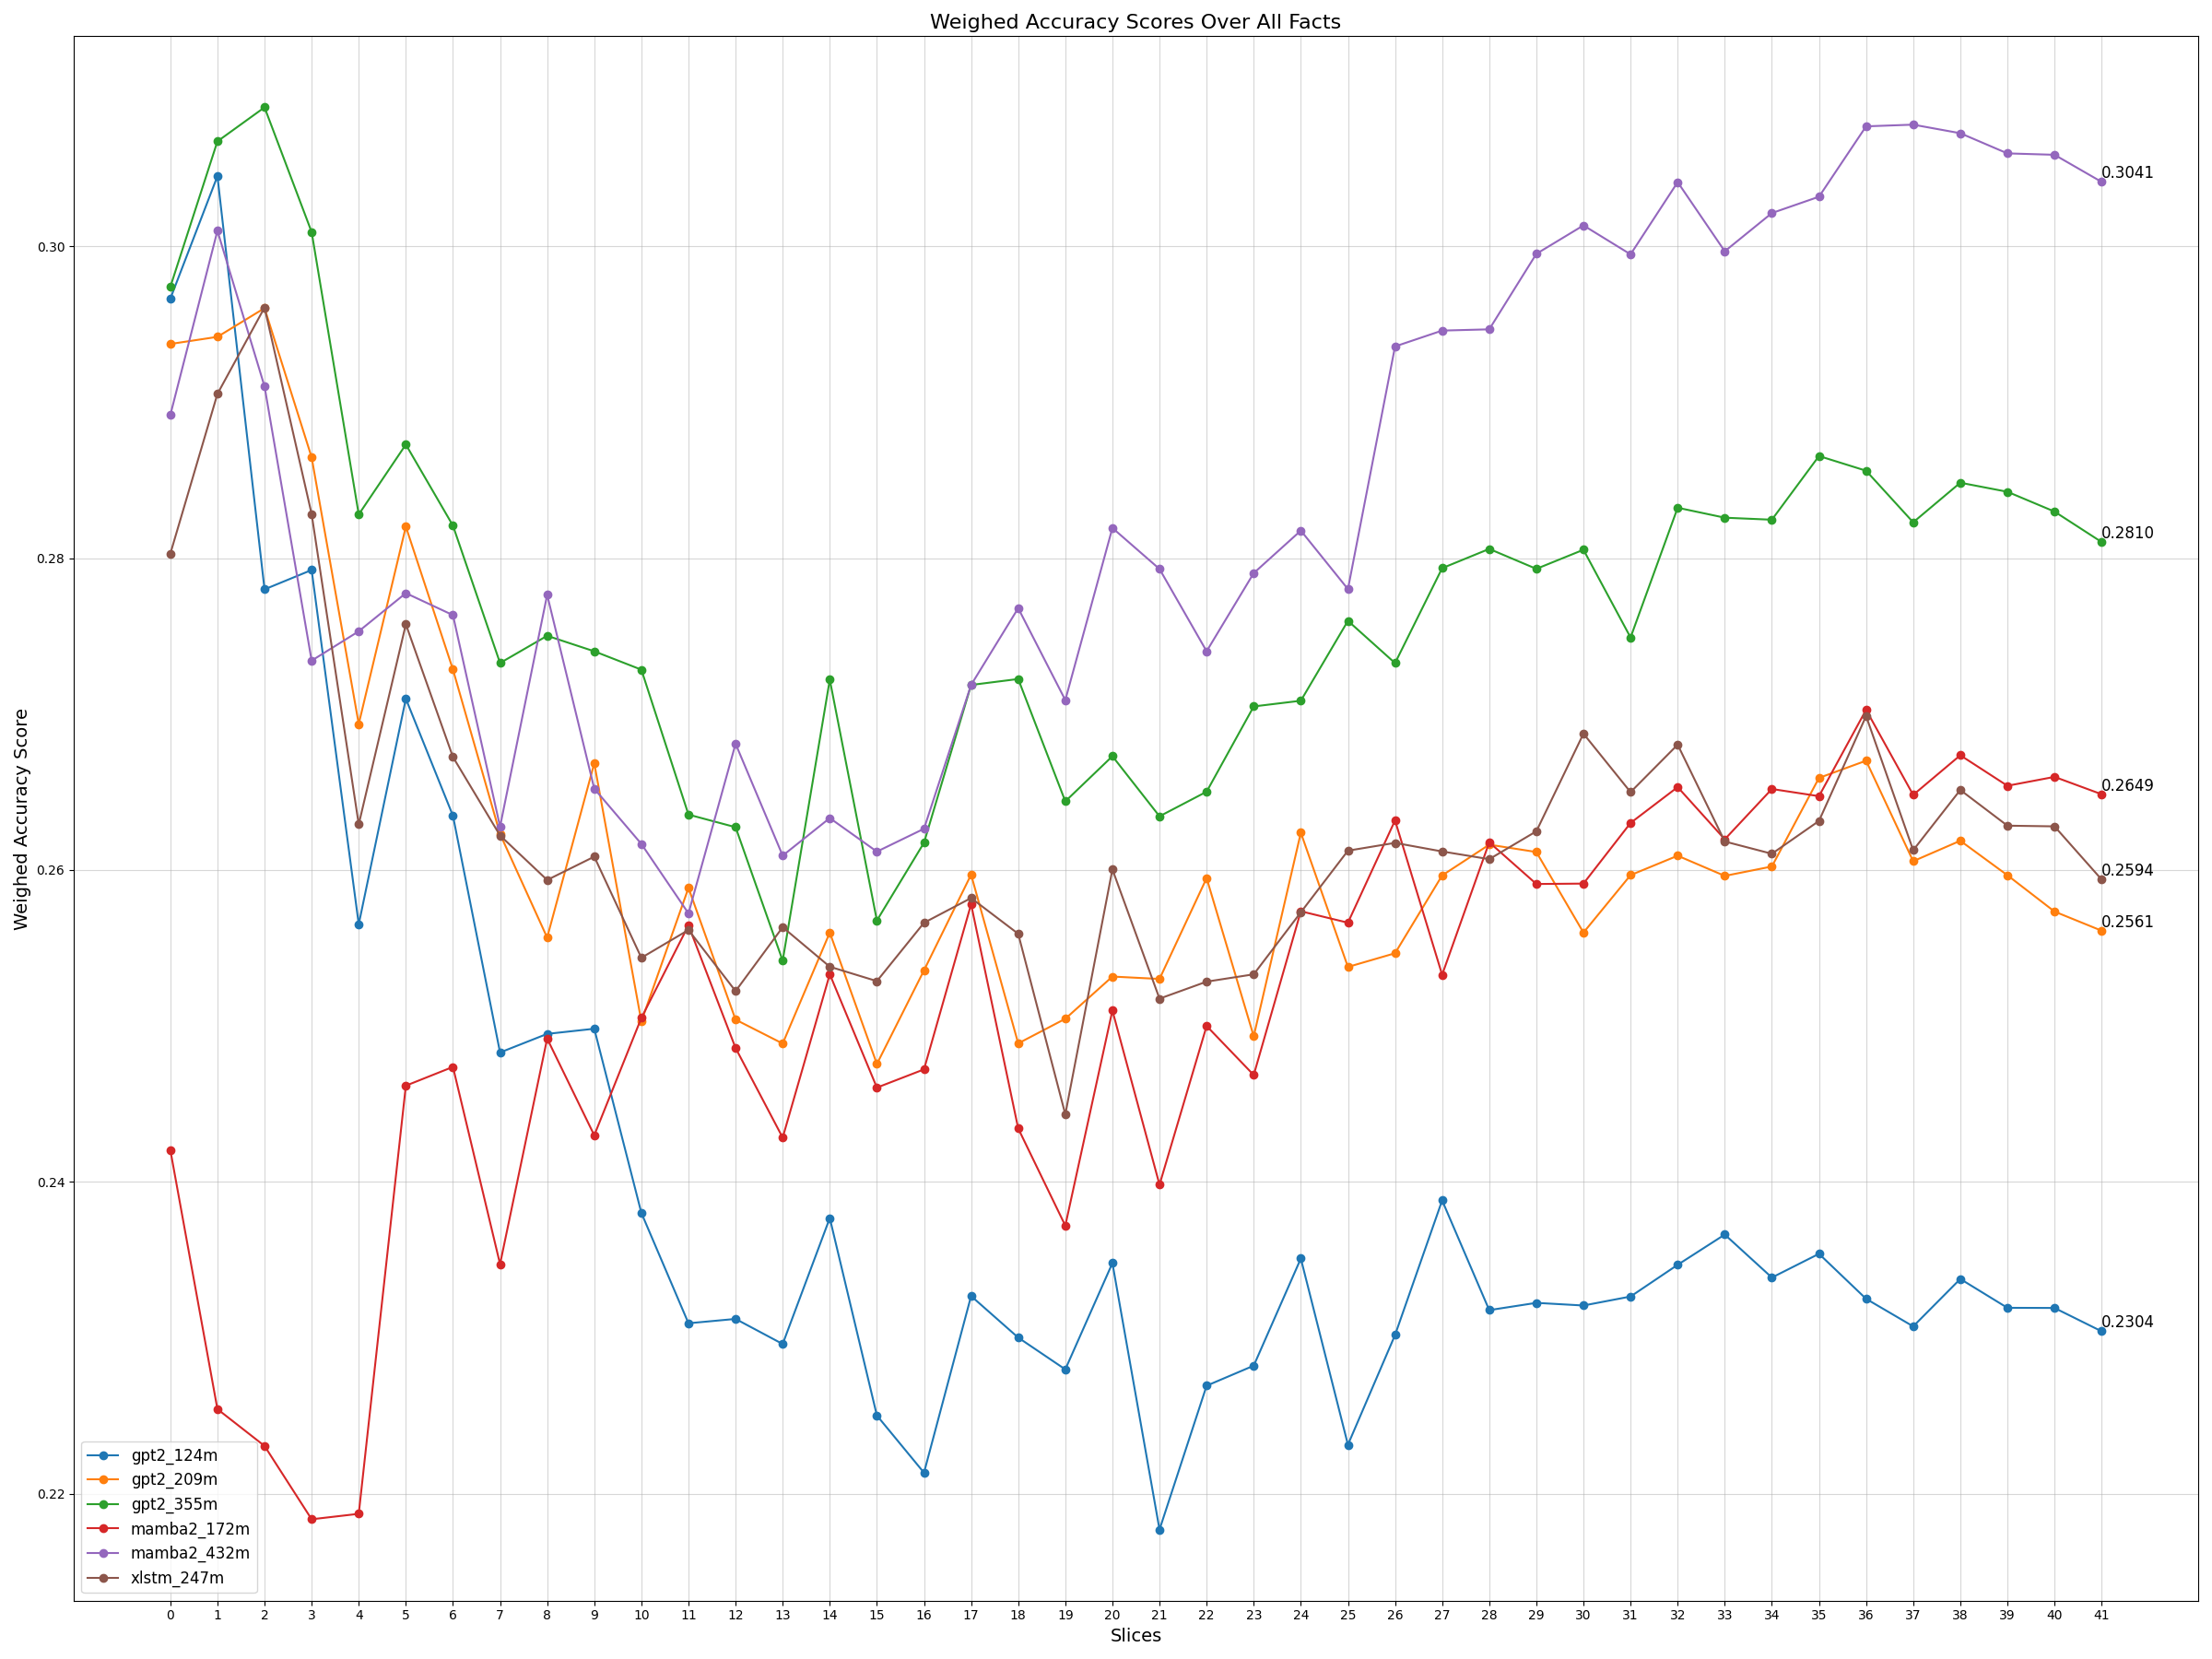 Weighed Accuracy Scores Over All Facts
0.3041
0.30
0.2810
0.28
Weighed Accuracy Score
0.2649
0.26
0.2594
0.2561
0.24
0.2304
0.22
gpt2_124m
gpt2_209m
gpt2_355m
mamba2_172m
mamba2_432m
xlstm_247m
0 1 2 3 4 5 6 7 8 9 10 11 12 13 14 15 16 17 18 19 20 21 22 23 24 25 26 27 28 29 30 31 32 33 34 35 36 37 38 39 40 41
Slices